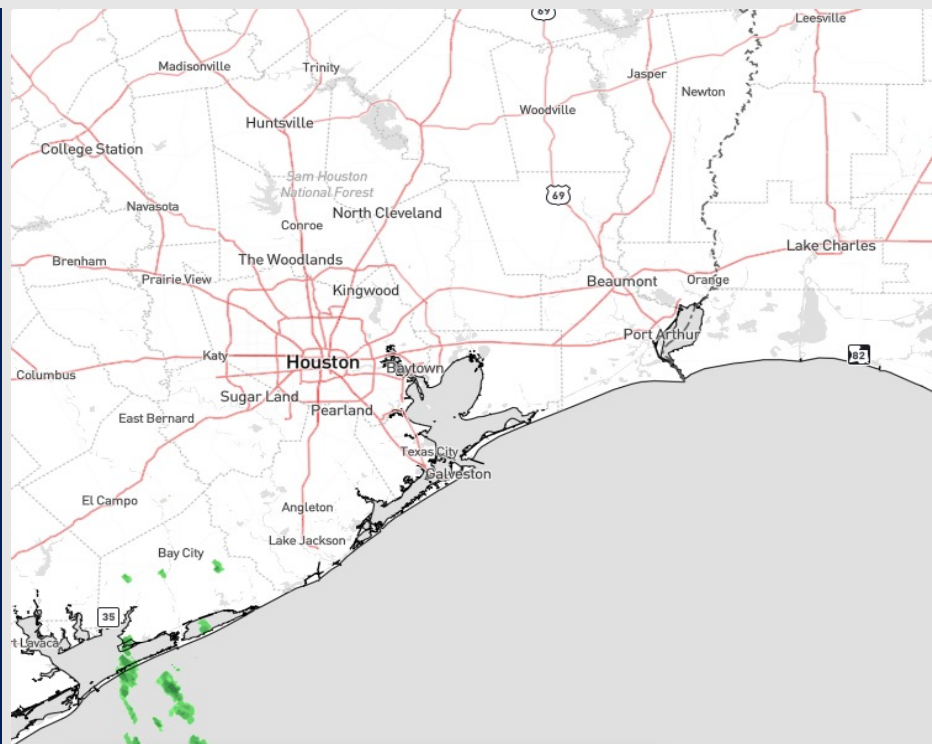 69
Leesville
Madisonville
Trinity
Jasper
Newton
Woodville
Huntsville
College Station
Sam Houston
National Forest
69
Navasota
North Cleveland
Conroe
Lake Charles
Brenham
The Woodlands
Prairie View
Beaumont
Orange
Kingwood
Port Arthur
Katy
Houston
82
Columbus
Baytown
Sugar Land
Pearland
East Bernard
Texas City
Galveston
El Campo
Angleton
Lake Jackson
Bay City
35
t Lavaca